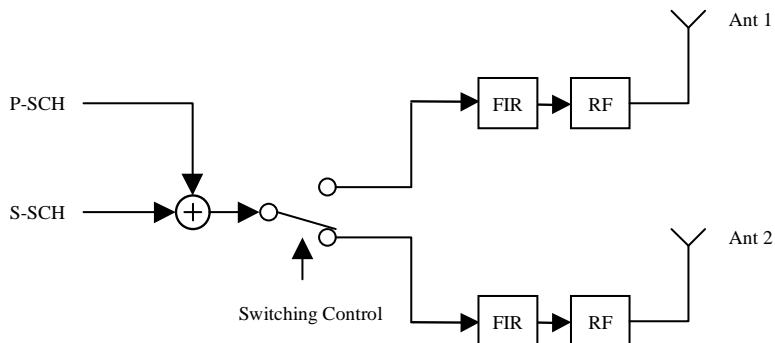 Ant 1
FIR
RF
P-SCH
S-SCH
Ant 2
Switching Control
FIR
RF